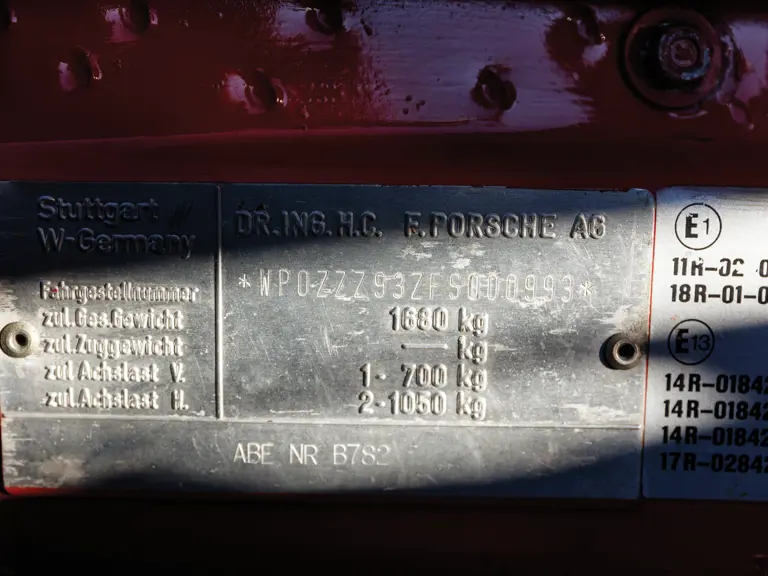 Stuttgart
W-Germany
DR.ING.H.C. F.PORSCHE AG
*WP0ZZZ93ZFS000993*
Fahrgestellnummer
zul.Ges.Gewicht 1680 kg
zul.Zuggewicht — kg
zul.Achslast V. 1- 700 kg
zul.Achslast H. 2-1050 kg
ABE NR B782
E1
11R-02 0
18R-01-0
E13
14R-01842
14R-01842
14R-01842
17R-02842